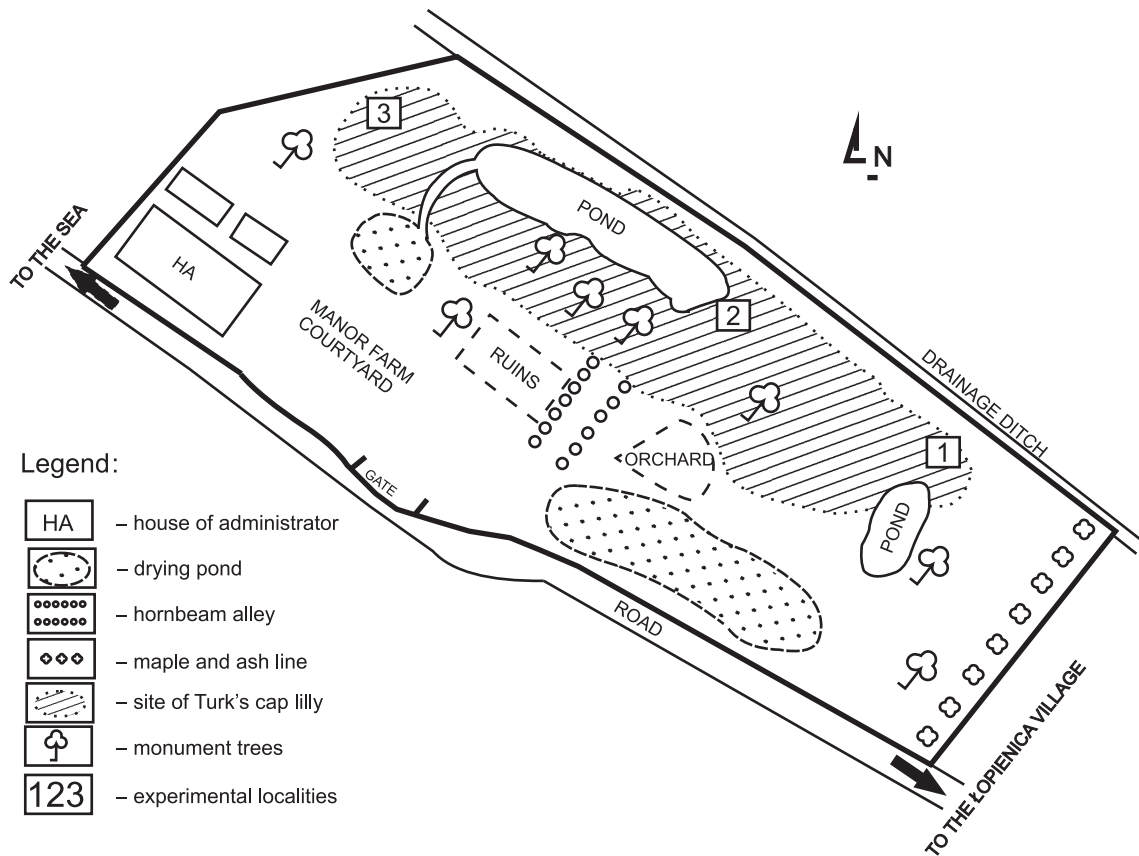 3
N
POND
TO THE SEA
HA
MANOR FARM
COURTYARD
RUINS
2
DRAINAGE DITCH
1
ORCHARD
POND
GATE
ROAD
TO THE ŁOPIENICA VILLAGE
Legend:
HA – house of administrator
– drying pond
– hornbeam alley
– maple and ash line
– site of Turk's cap lilly
– monument trees
123 – experimental localities